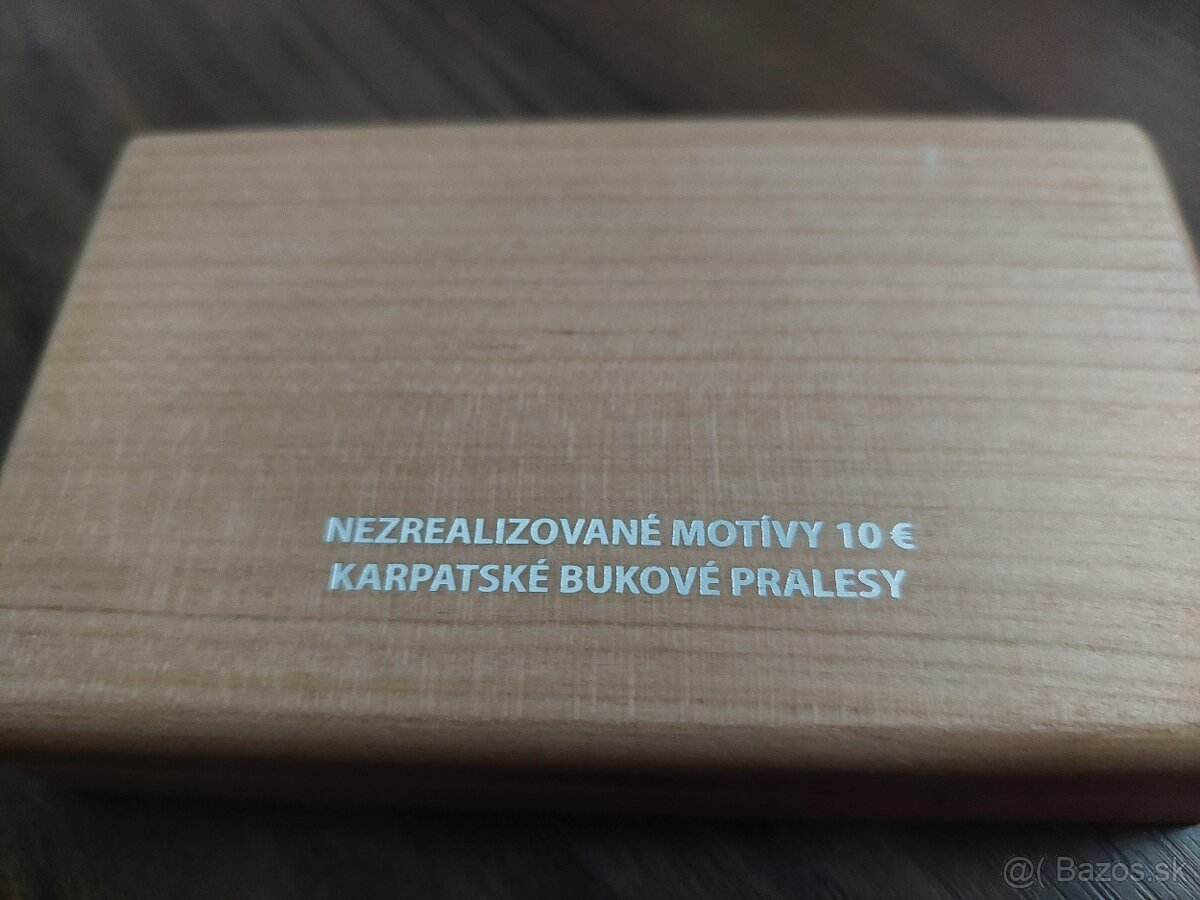 NEZREALIZOVANÉ MOTÍVY 10 €
KARPATSKÉ BUKOVÉ PRALESY
@( Bazos.sk